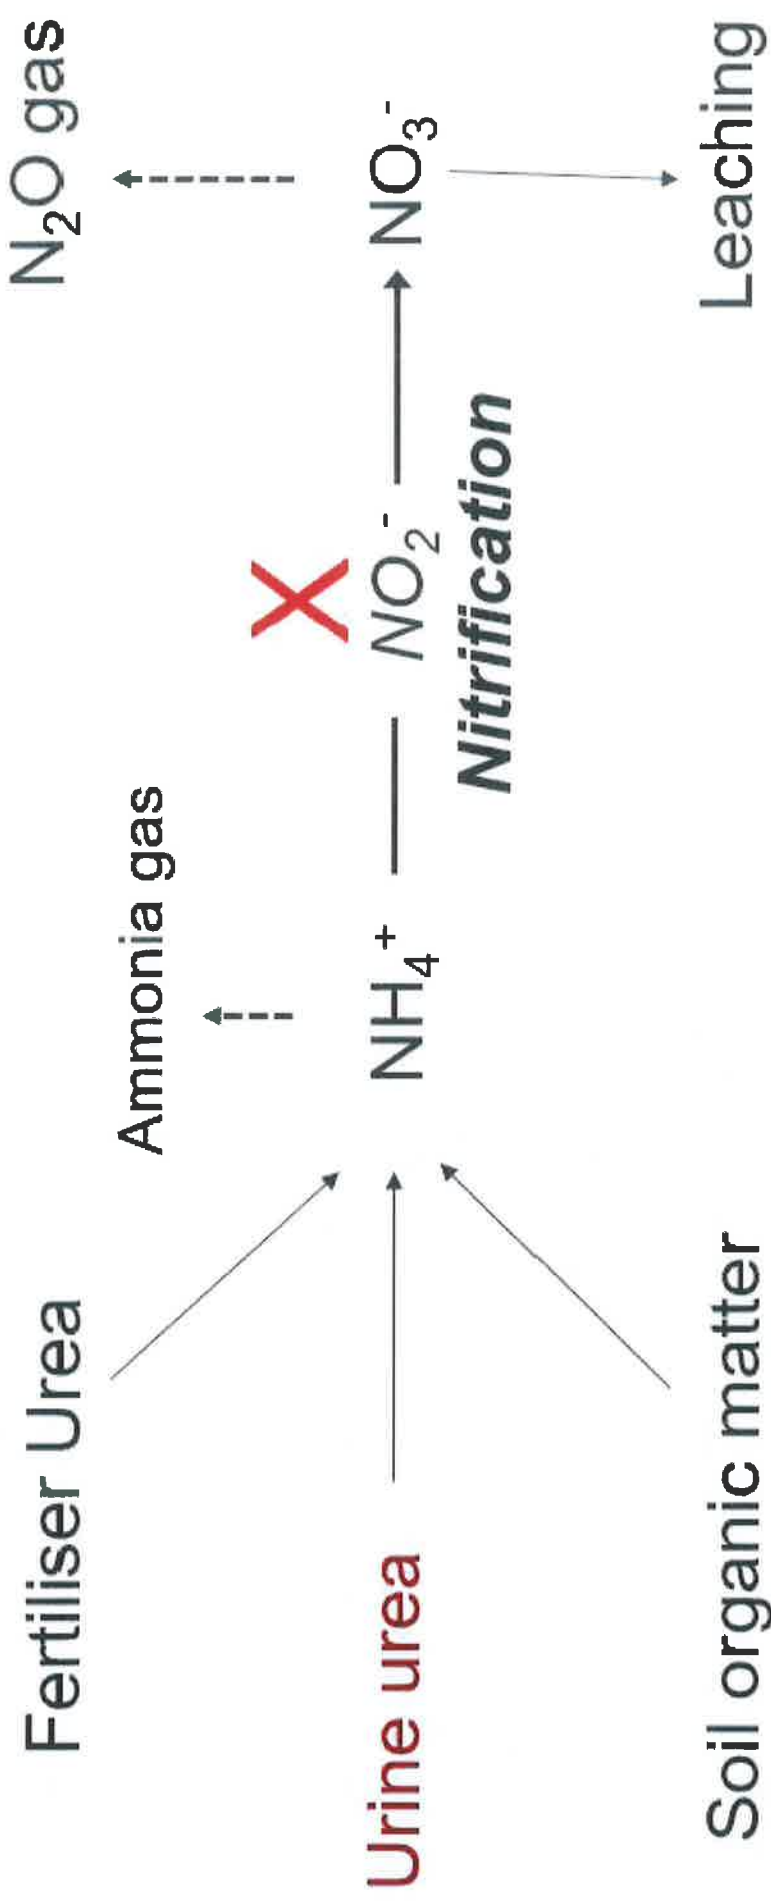 Fertiliser Urea
Urine urea
Soil organic matter
Ammonia gas
NH₄⁺
X
NO₂⁻
Nitrification
N₂O gas
NO₃⁻
Leaching